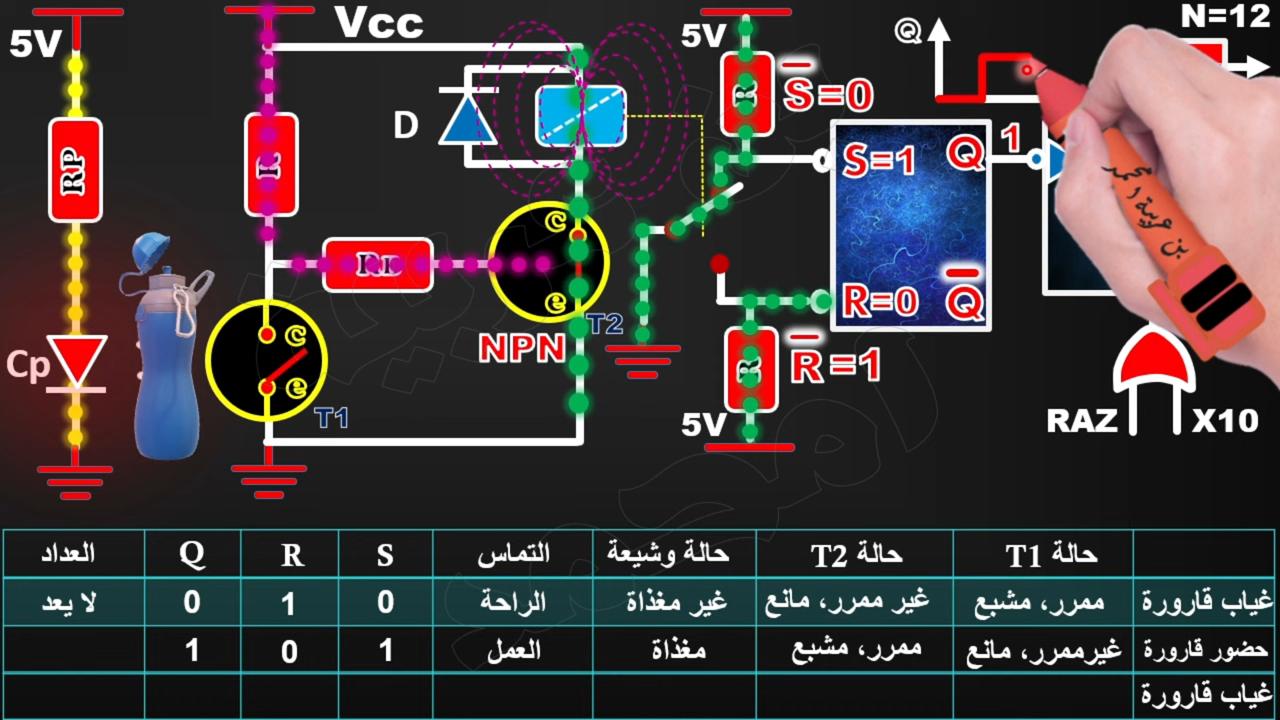 Vcc
N=12
5V
5V
Q
S̅=0
D
RP
R
R
S=1
Q
1
C
RR
R=0
Q̅
e
T2
NPN
R̅=1
Cp
C
e
R
T1
5V
RAZ
X10
حالة T1
حالة T2
حالة وشيعة
التماس
S
R
Q
العداد
غياب قارورة
ممرر، مشبع
غير ممرر، مانع
غير مغذاة
الراحة
0
1
0
لا يعد
حضور قارورة
غيرممرر، مانع
ممرر، مشبع
مغذاة
العمل
1
0
1
غياب قارورة